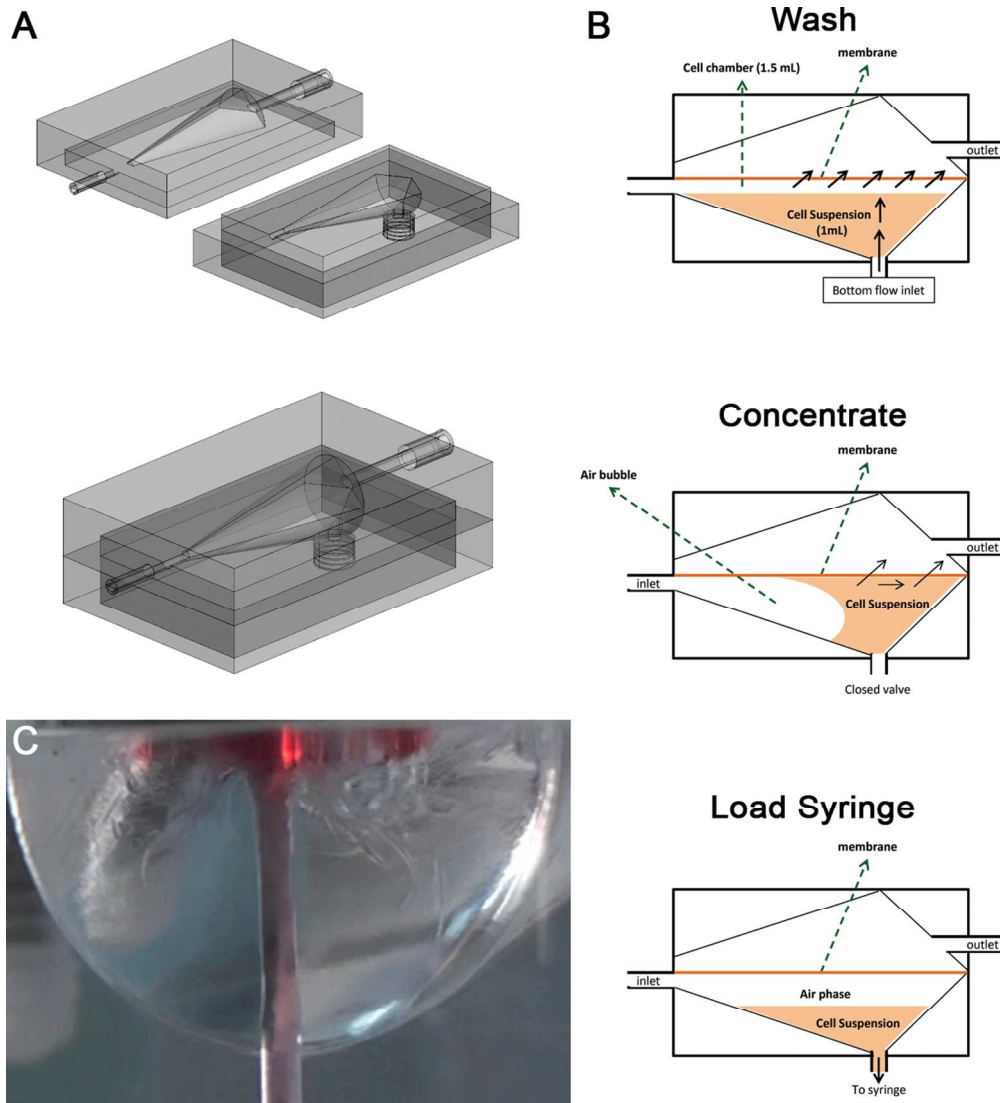 A
B
Wash
membrane
Cell chamber (1.5 mL)
outlet
Cell Suspension
(1mL)
Bottom flow inlet
Concentrate
membrane
Air bubble
outlet
inlet
Cell Suspension
Closed valve
C
Load Syringe
membrane
outlet
inlet
Air phase
Cell Suspension
To syringe